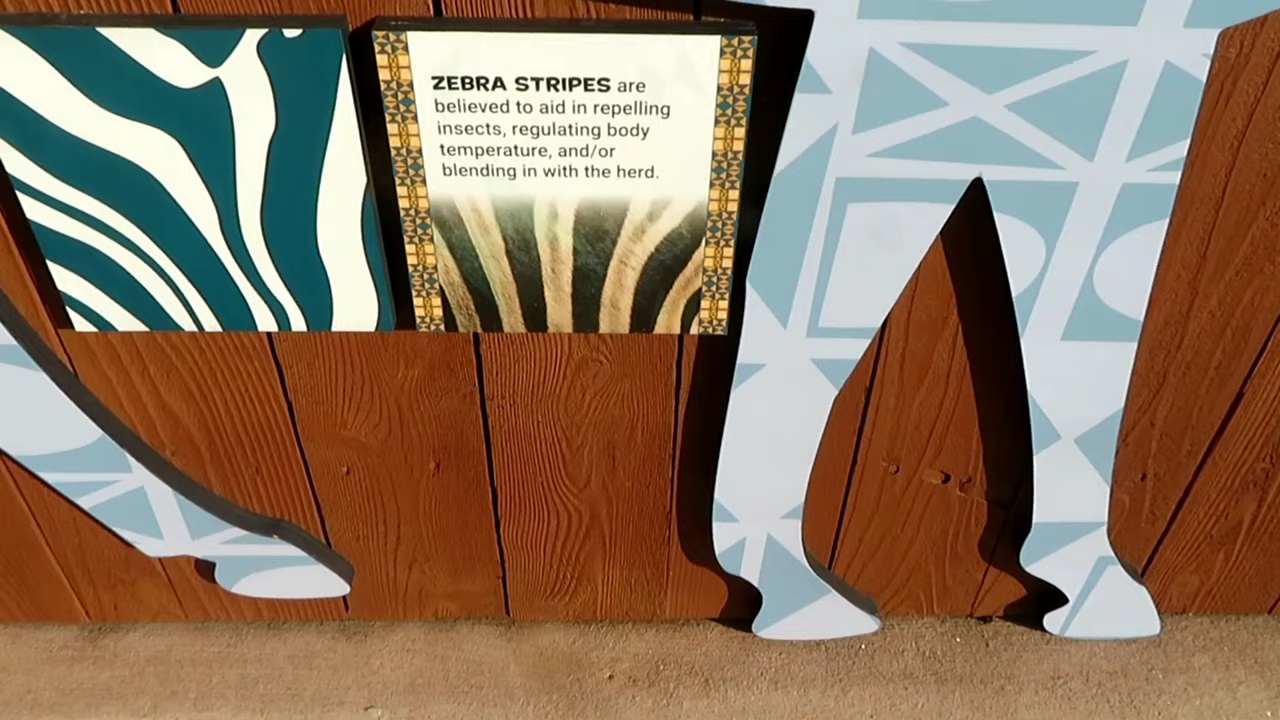 ZEBRA STRIPES are
believed to aid in repelling
insects, regulating body
temperature, and/or
blending in with the herd.